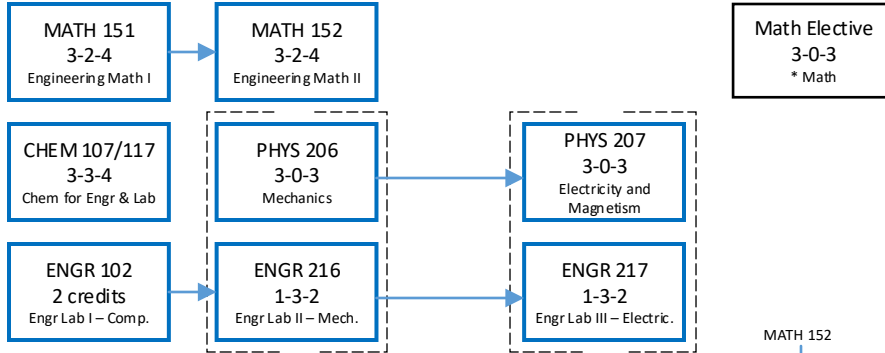 MATH 151
3-2-4
Engineering Math I
MATH 152
3-2-4
Engineering Math II
Math Elective
3-0-3
* Math
CHEM 107/117
3-3-4
Chem for Engr & Lab
PHYS 206
3-0-3
Mechanics
PHYS 207
3-0-3
Electricity and
Magnetism
ENGR 102
2 credits
Engr Lab I – Comp.
ENGR 216
1-3-2
Engr Lab II – Mech.
ENGR 217
1-3-2
Engr Lab III – Electric.
MATH 152